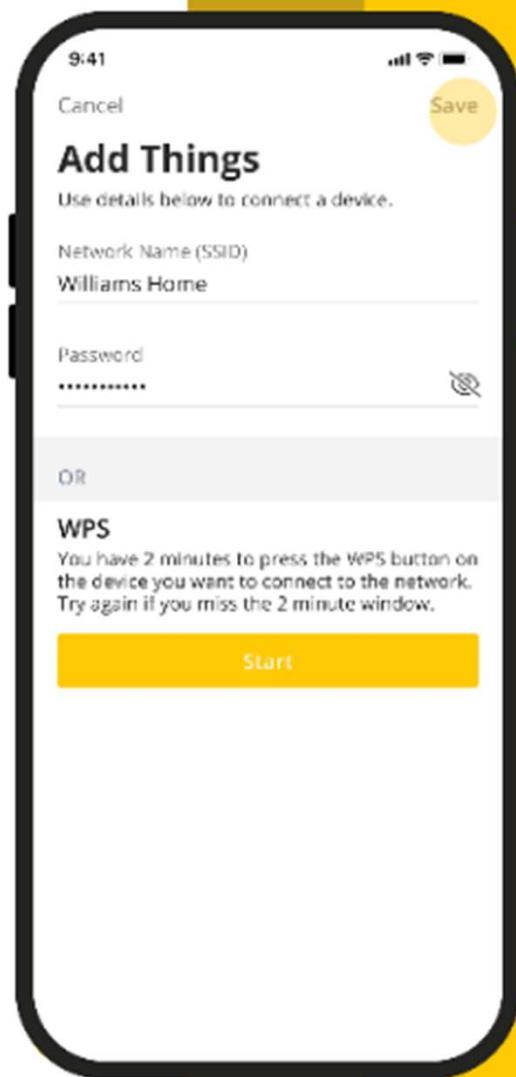 9:41
Cancel
Save
Add Things
Use details below to connect a device.
Network Name (SSID)
Williams Home
Password
•••••••••••
OR
WPS
You have 2 minutes to press the WPS button on
the device you want to connect to the network.
Try again if you miss the 2 minute window.
Start